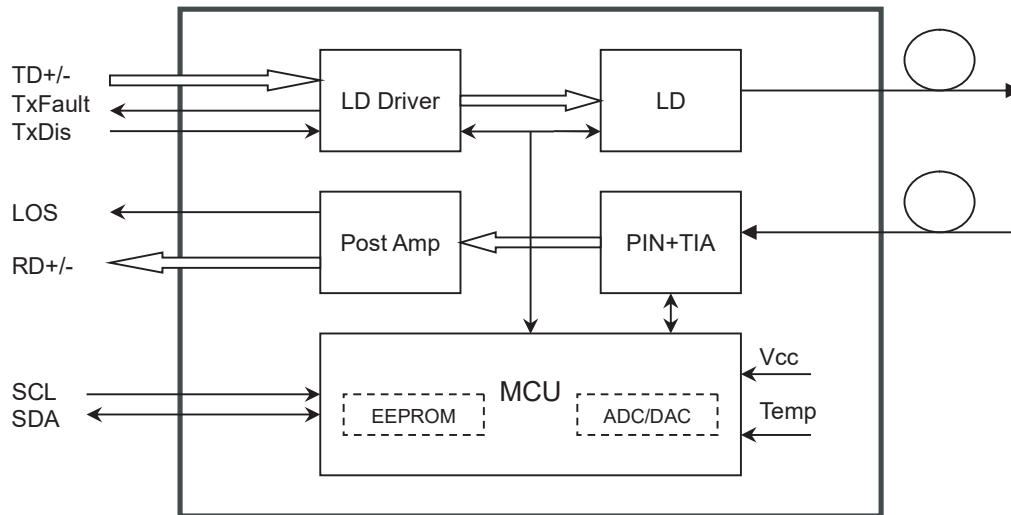 TD+/-
TxFault
TxDis
LD Driver
LD
LOS
RD+/-
Post Amp
PIN+TIA
SCL
SDA
MCU
EEPROM
ADC/DAC
Vcc
Temp